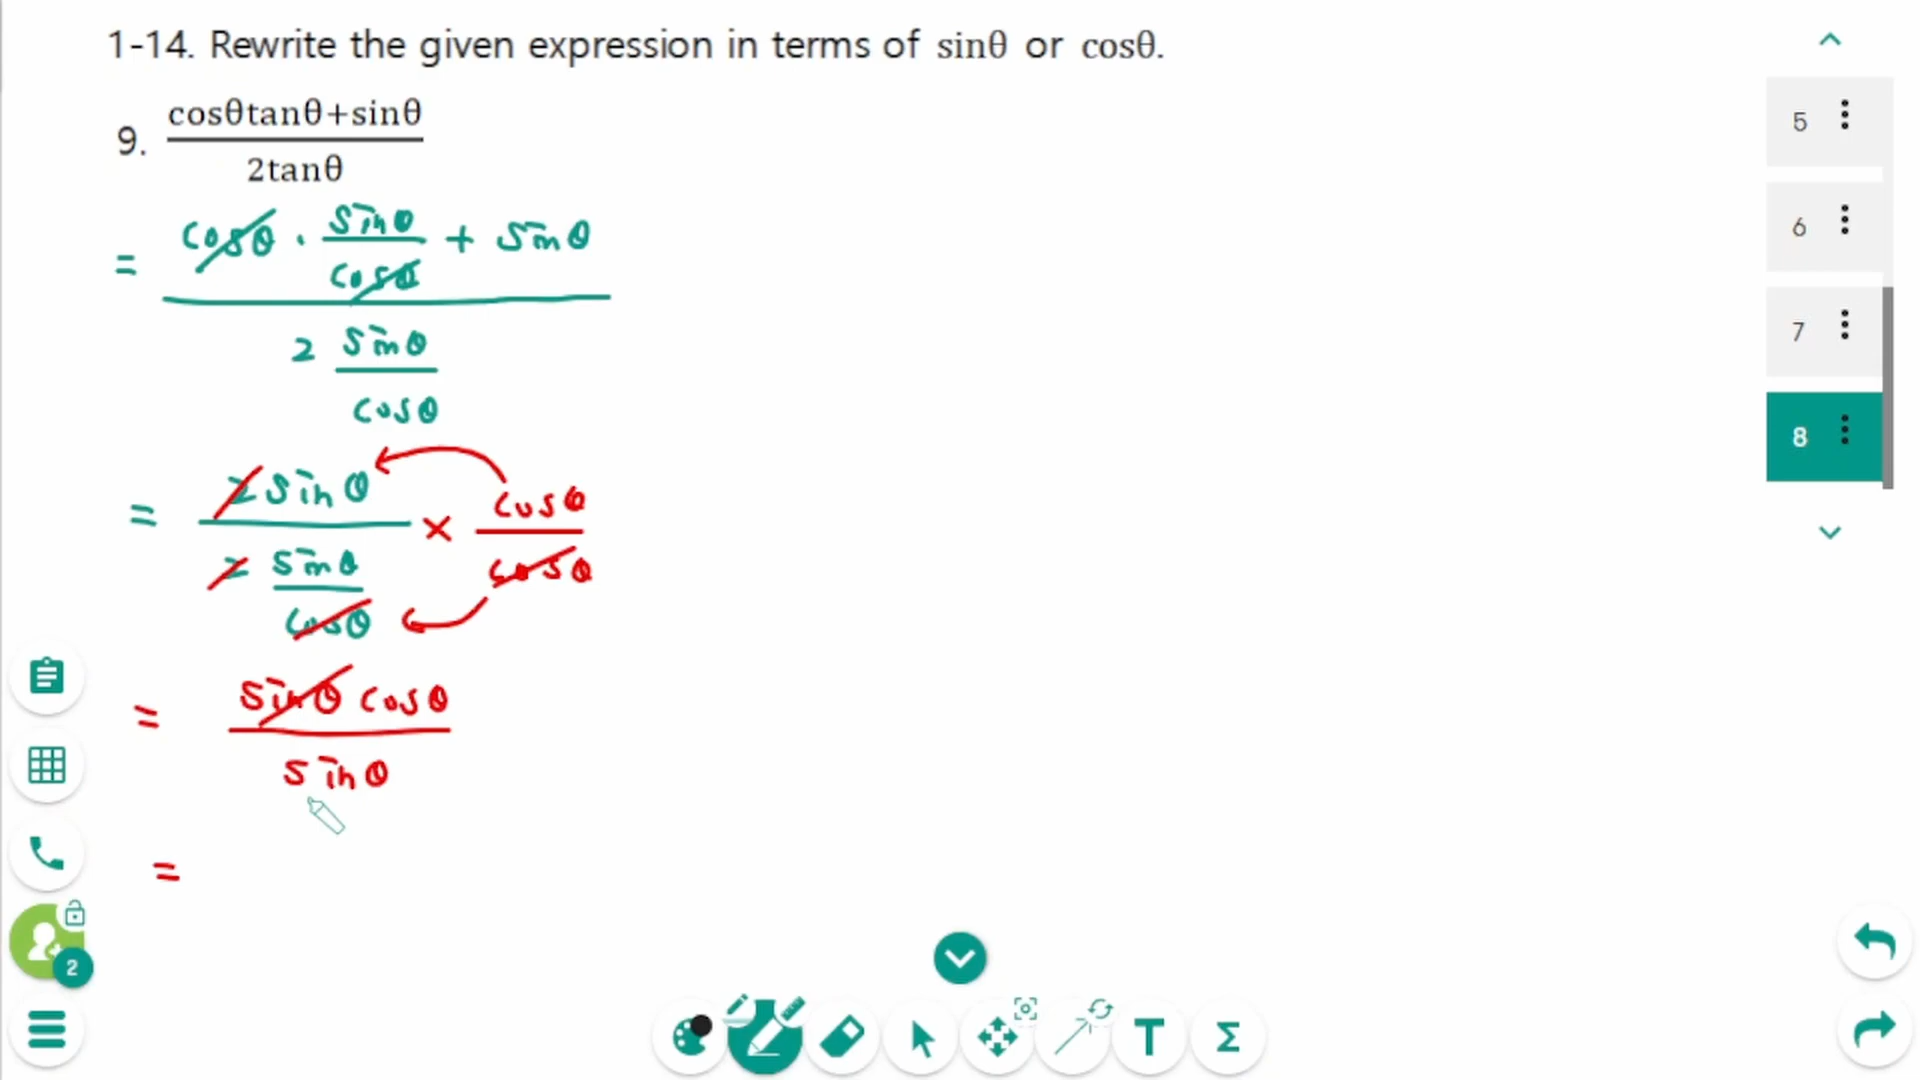 1-14. Rewrite the given expression in terms of sinθ or cosθ.
9. (cosθtanθ+sinθ)/(2tanθ)
= (cosθ · sinθ/cosθ + sinθ)/(2 sinθ/cosθ)
= (2sinθ)/(2 sinθ/cosθ) × cosθ/cosθ
= (sinθ cosθ)/(sinθ)
=
5
6
7
8
2
T
Σ